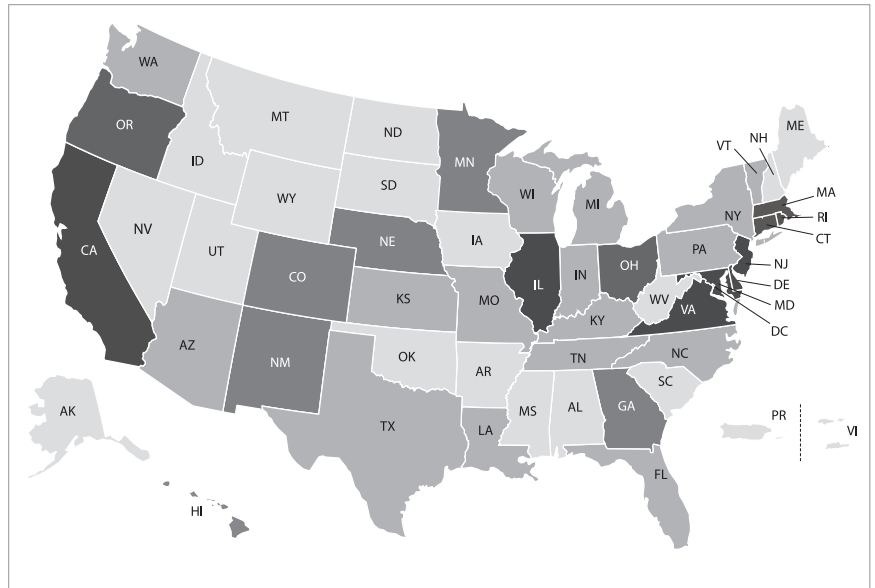 WA
MT
ND
MN
OR
ID
SD
WY
WI
MI
VT
NH
ME
MA
RI
CT
NY
NV
UT
CO
NE
IA
CA
IL
IN
OH
PA
NJ
DE
MD
DC
WV
VA
KS
MO
KY
AZ
NM
OK
AR
TN
NC
SC
TX
LA
MS
AL
GA
FL
AK
HI
PR
VI